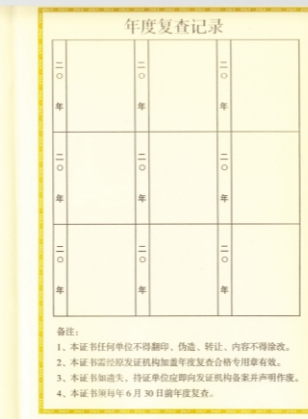 年度复查记录
二〇 年 二〇 年 二〇 年
二〇 年 二〇 年 二〇 年
二〇 年 二〇 年 二〇 年
备注:
1、本证书任何单位不得翻印、伪造、转让、内容不得涂改。
2、本证书需经原发证机构加盖年度复查合格专用章有效。
3、本证书如遗失，持证单位应即向发证机构备案并声明作废。
4、本证书须每年 6 月 30 日前年度复查。